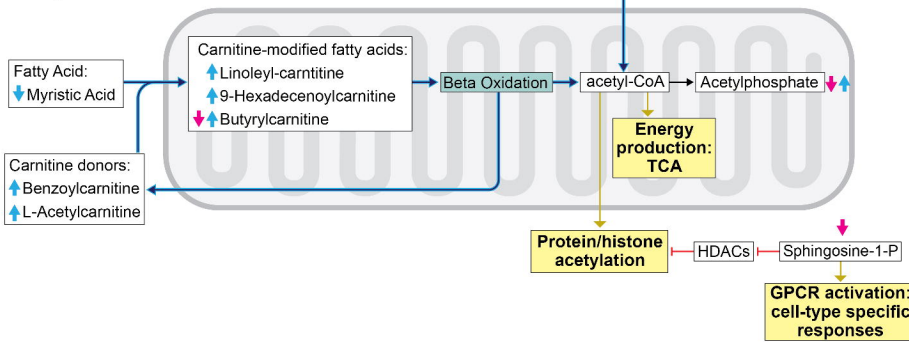 Carnitine-modified fatty acids:
Linoleyl-carntitine
9-Hexadecenoylcarnitine
Butyrylcarnitine
Fatty Acid:
Myristic Acid
Beta Oxidation
acetyl-CoA
Acetylphosphate
Energy
production:
TCA
Carnitine donors:
Benzoylcarnitine
L-Acetylcarnitine
Protein/histone
acetylation
HDACs
Sphingosine-1-P
GPCR activation:
cell-type specific
responses